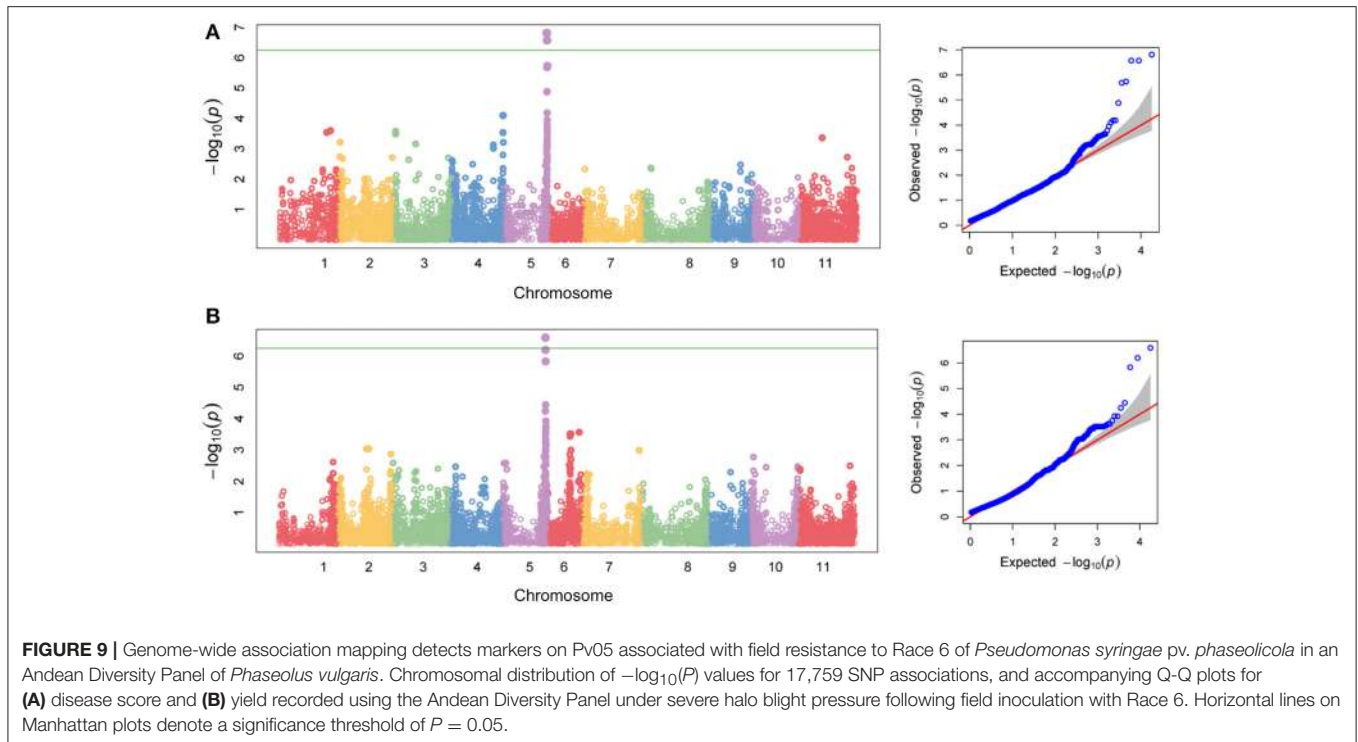 A
7
6
5
4
3
2
1
−log10(p)
1 2 3 4 5 6 7 8 9 10 11
Chromosome
7
6
5
4
3
2
1
0
Observed −log10(p)
0 1 2 3 4
Expected −log10(p)
B
6
5
4
3
2
1
−log10(p)
1 2 3 4 5 6 7 8 9 10 11
Chromosome
6
5
4
3
2
1
0
Observed −log10(p)
0 1 2 3 4
Expected −log10(p)
FIGURE 9 | Genome-wide association mapping detects markers on Pv05 associated with field resistance to Race 6 of Pseudomonas syringae pv. phaseolicola in an
Andean Diversity Panel of Phaseolus vulgaris. Chromosomal distribution of −log10(P) values for 17,759 SNP associations, and accompanying Q-Q plots for
(A) disease score and (B) yield recorded using the Andean Diversity Panel under severe halo blight pressure following field inoculation with Race 6. Horizontal lines on
Manhattan plots denote a significance threshold of P = 0.05.